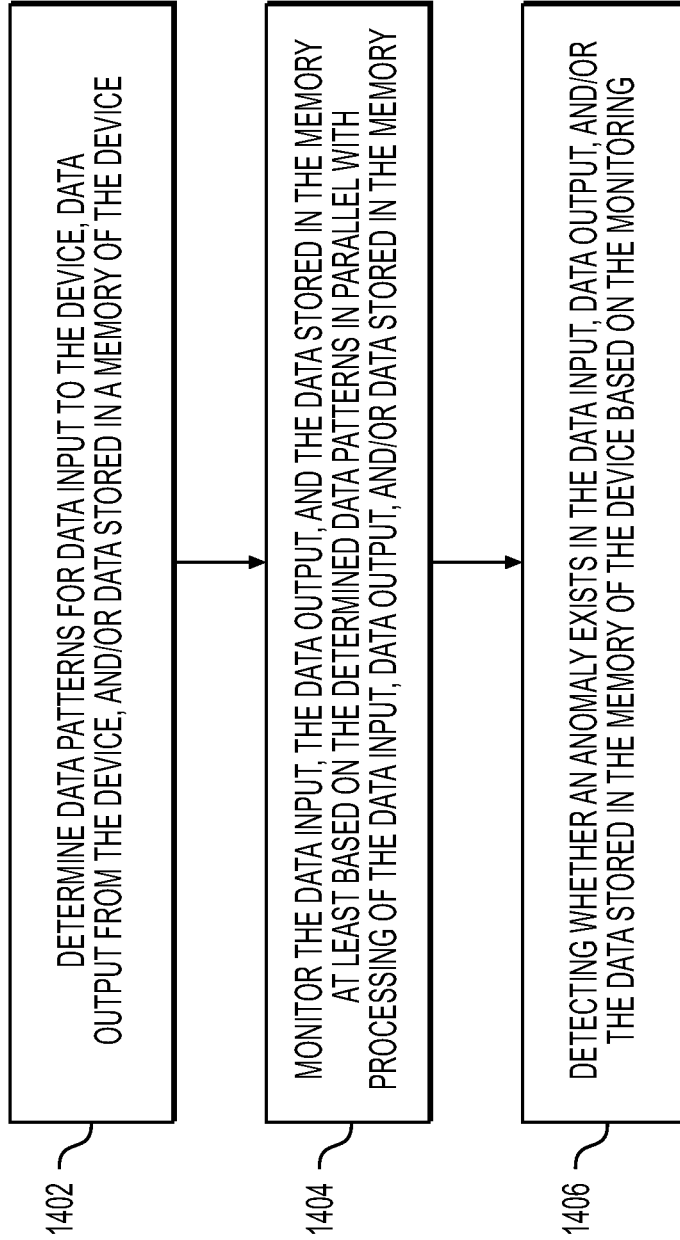 1402
DETERMINE DATA PATTERNS FOR DATA INPUT TO THE DEVICE, DATA
OUTPUT FROM THE DEVICE, AND/OR DATA STORED IN A MEMORY OF THE DEVICE
1404
MONITOR THE DATA INPUT, THE DATA OUTPUT, AND THE DATA STORED IN THE MEMORY
AT LEAST BASED ON THE DETERMINED DATA PATTERNS IN PARALLEL WITH
PROCESSING OF THE DATA INPUT, DATA OUTPUT, AND/OR DATA STORED IN THE MEMORY
1406
DETECTING WHETHER AN ANOMALY EXISTS IN THE DATA INPUT, DATA OUTPUT, AND/OR
THE DATA STORED IN THE MEMORY OF THE DEVICE BASED ON THE MONITORING